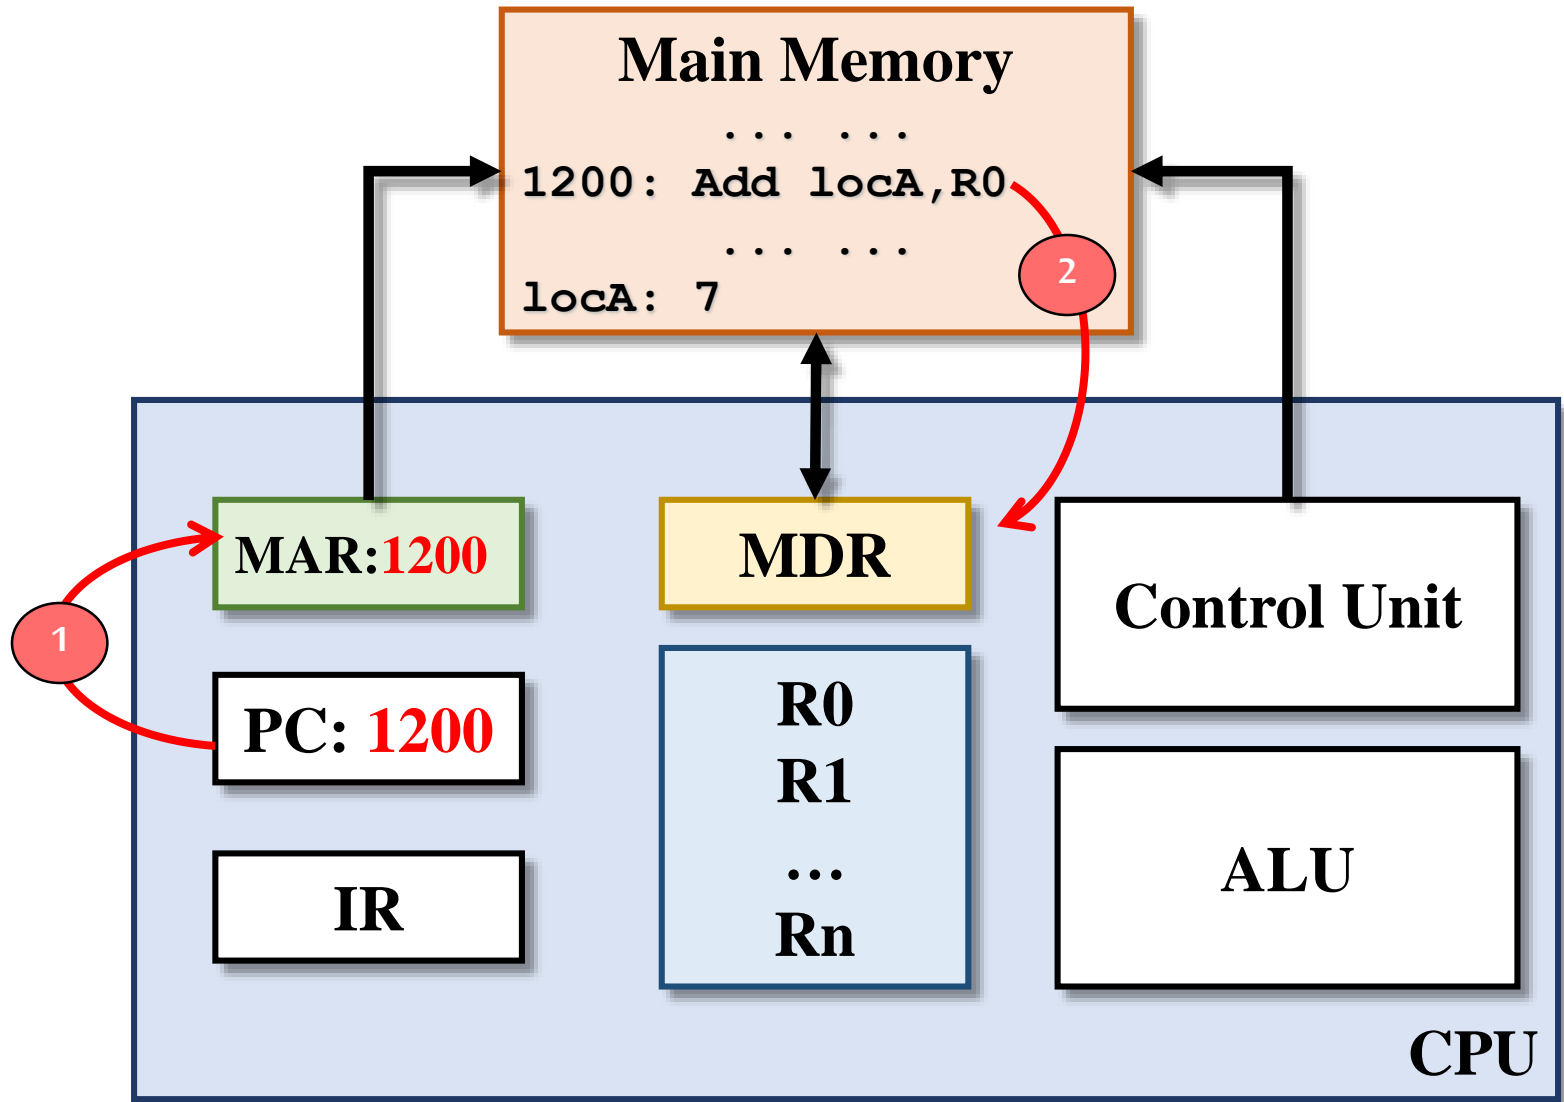 Main Memory
... ...
1200: Add locA,R0
... ...
locA: 7
2
MAR:1200
MDR
Control Unit
1
PC: 1200
R0
R1
...
Rn
ALU
IR
CPU